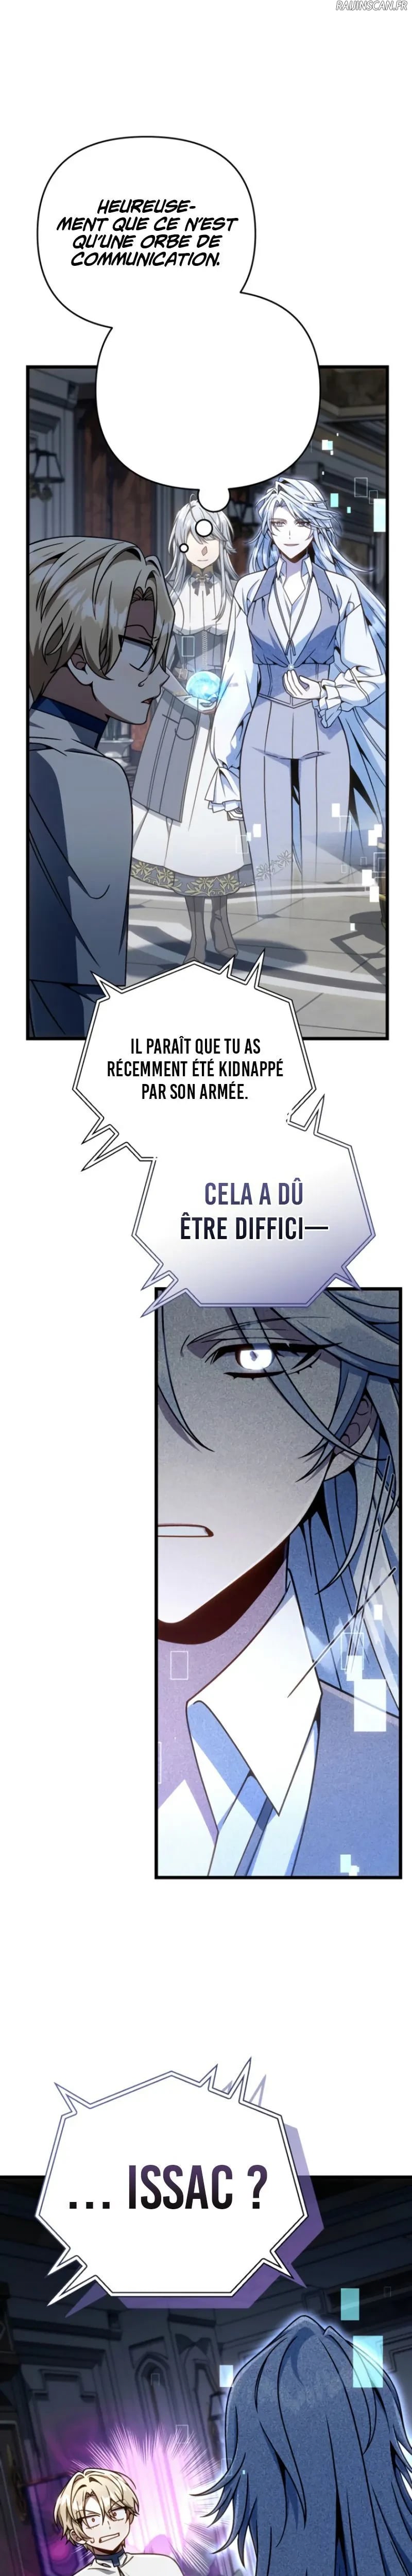 RAIJINSCAN.FR
HEUREUSE-
MENT QUE CE N'EST
QU'UNE ORBE DE
COMMUNICATION.
IL PARAÎT QUE TU AS
RÉCEMMENT ÉTÉ KIDNAPPÉ
PAR SON ARMÉE.
CELA A DÛ
ÊTRE DIFFICI—
... ISSAC ?